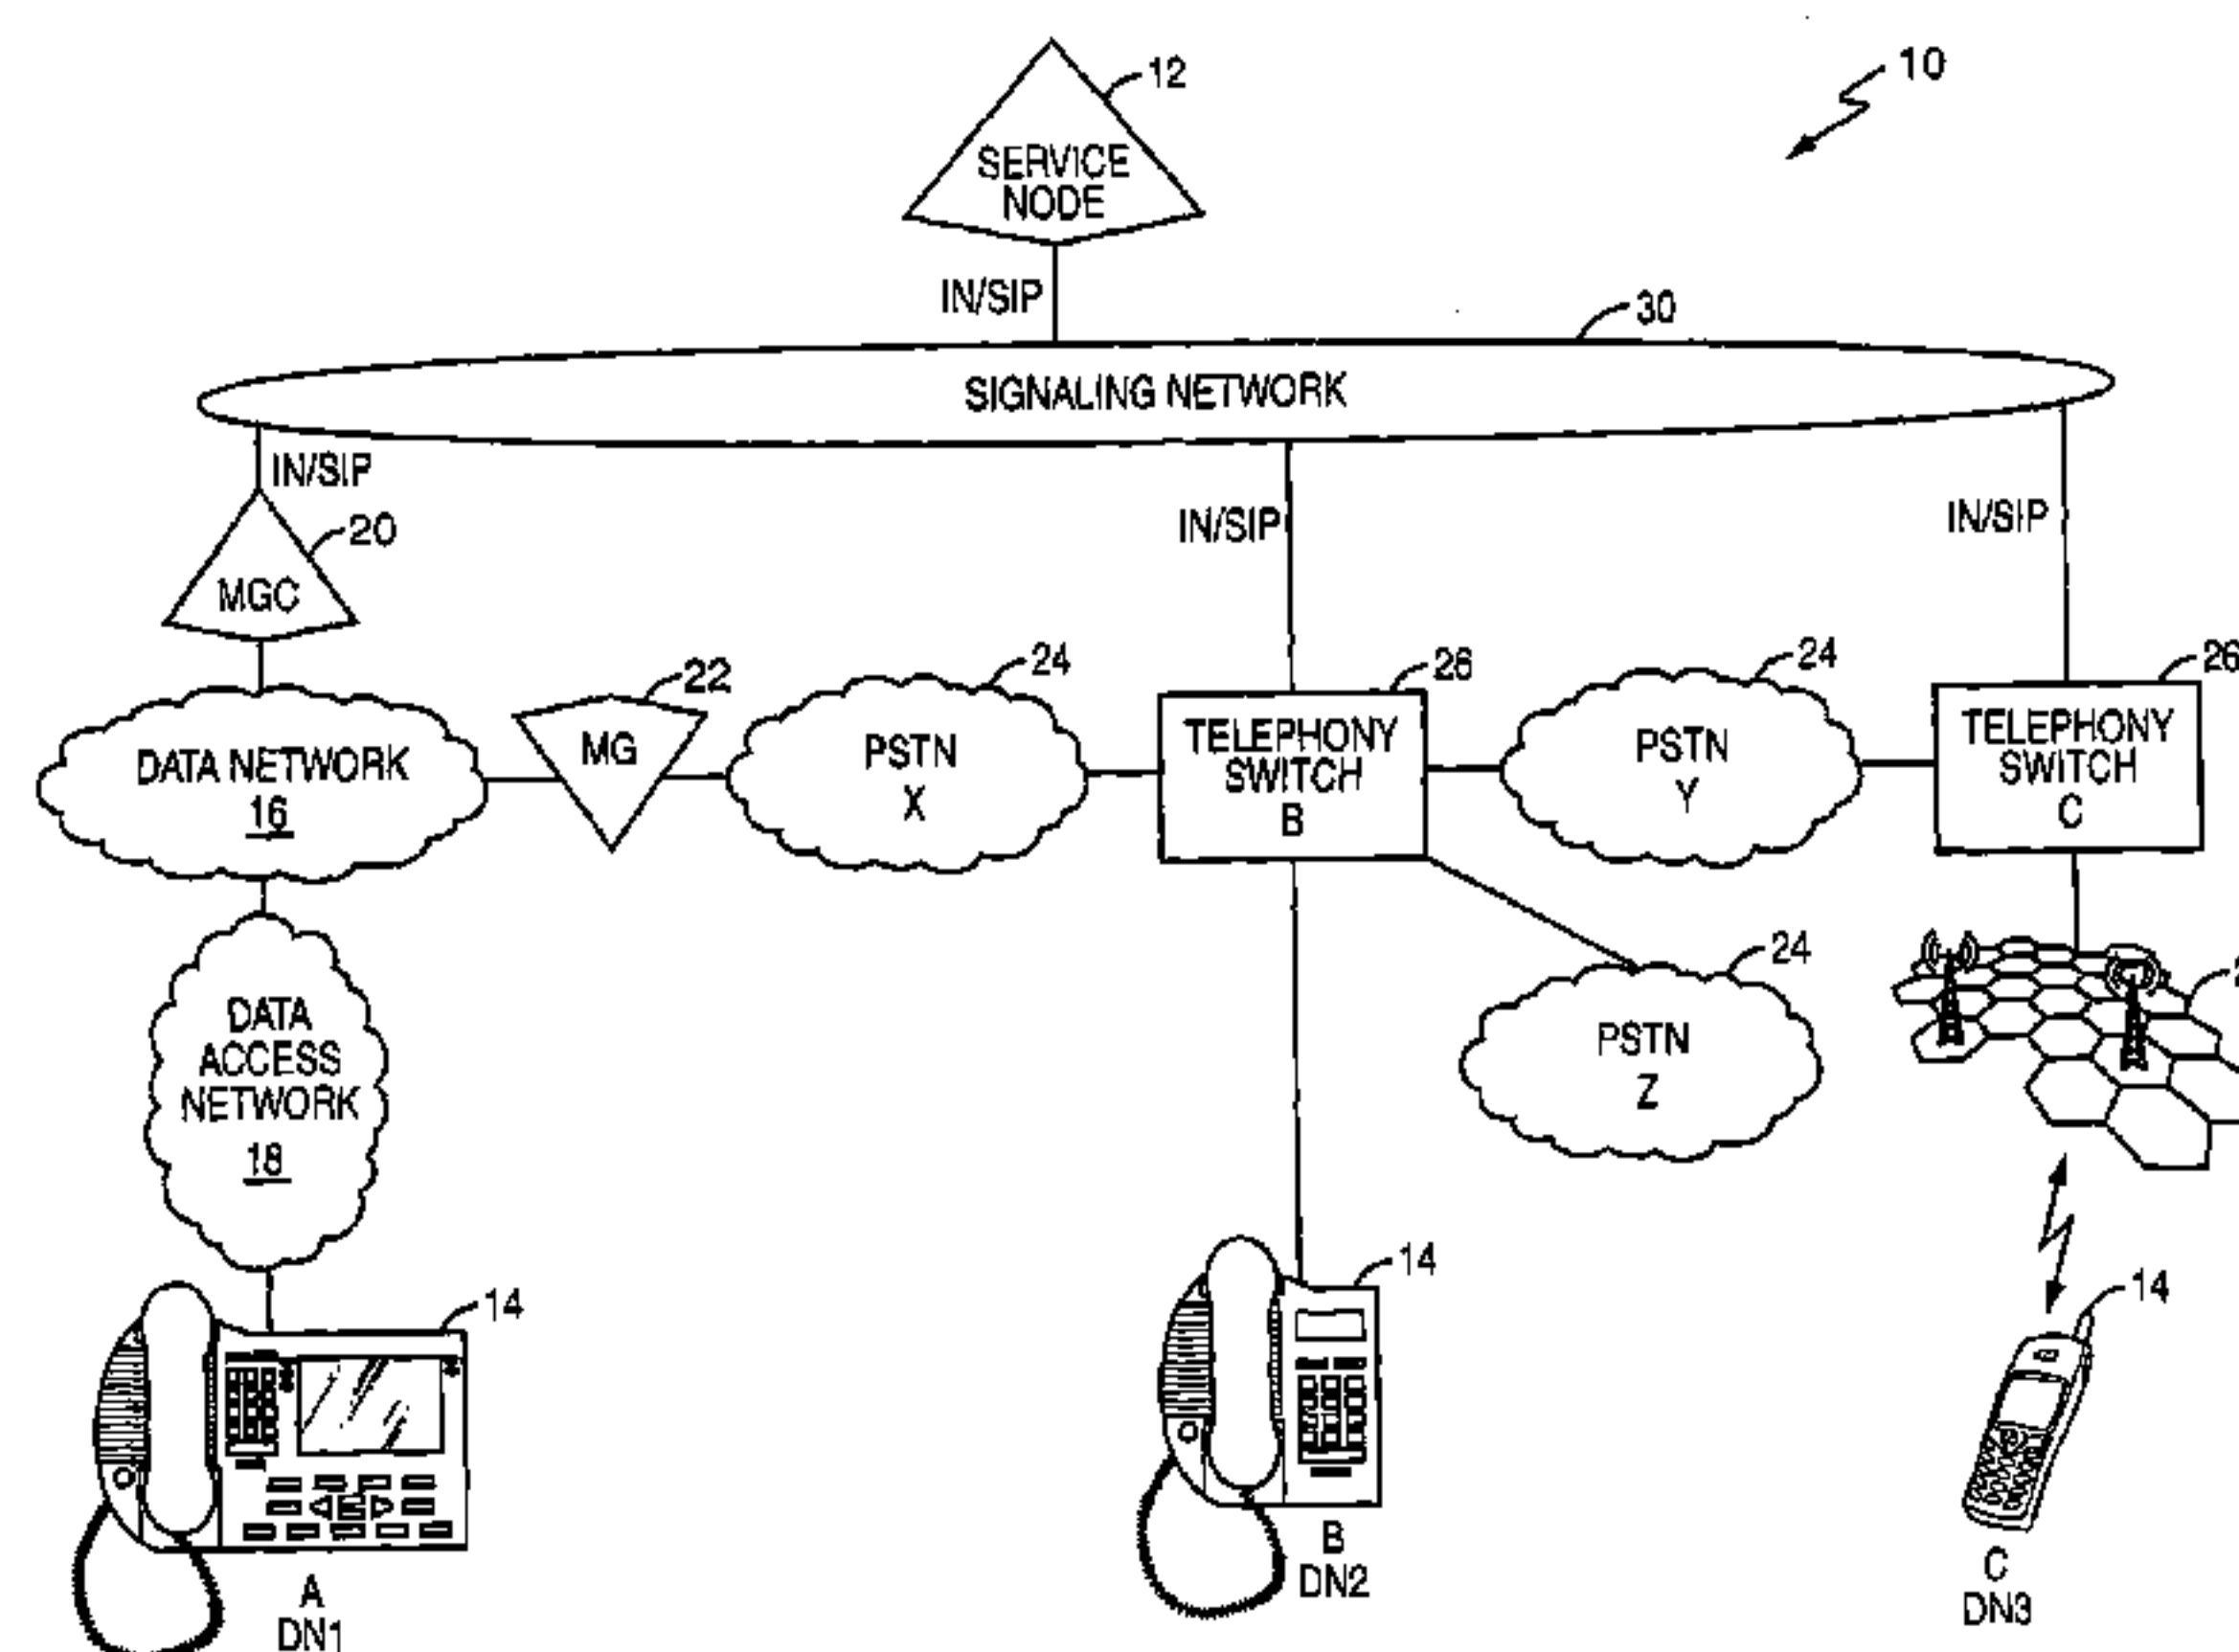 10
12
SERVICE
NODE
IN/SIP
30
SIGNALING NETWORK
IN/SIP
20
MGC
IN/SIP
IN/SIP
DATA NETWORK
16
22
MG
24
PSTN
X
26
TELEPHONY
SWITCH
B
24
PSTN
Y
26
TELEPHONY
SWITCH
C
DATA
ACCESS
NETWORK
18
24
PSTN
Z
14
14
14
A
DN1
B
DN2
C
DN3